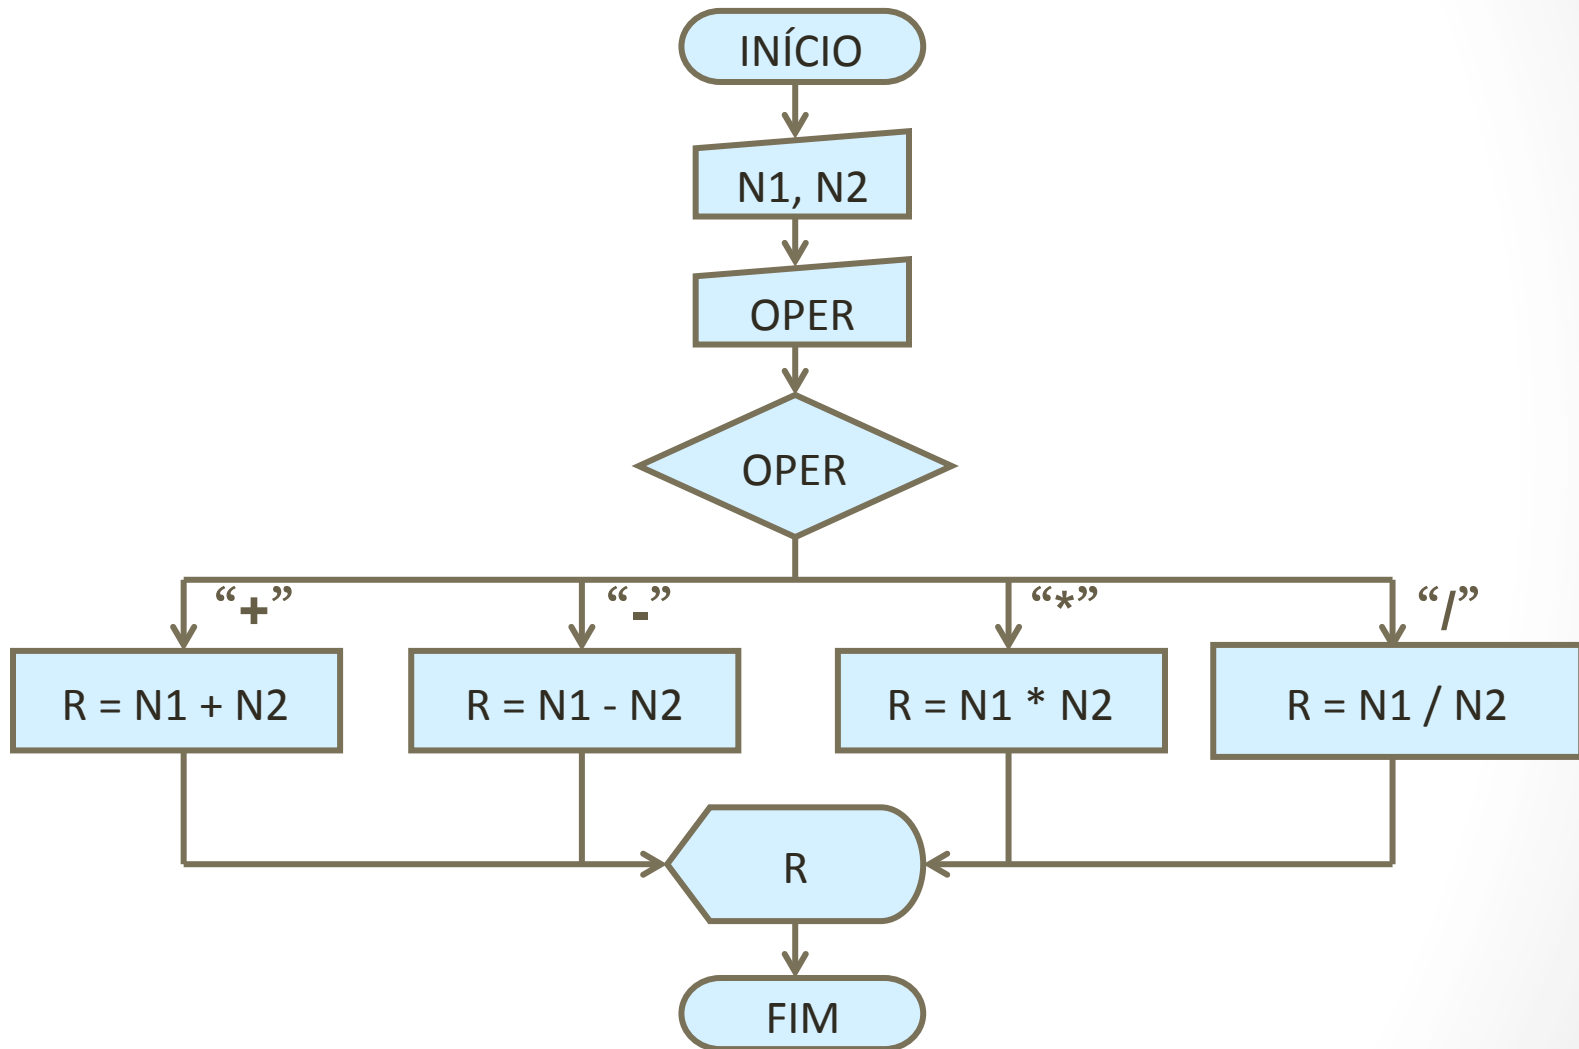 INÍCIO
N1, N2
OPER
OPER
“+” “-” “*” “/”
R = N1 + N2 R = N1 - N2 R = N1 * N2 R = N1 / N2
R
FIM